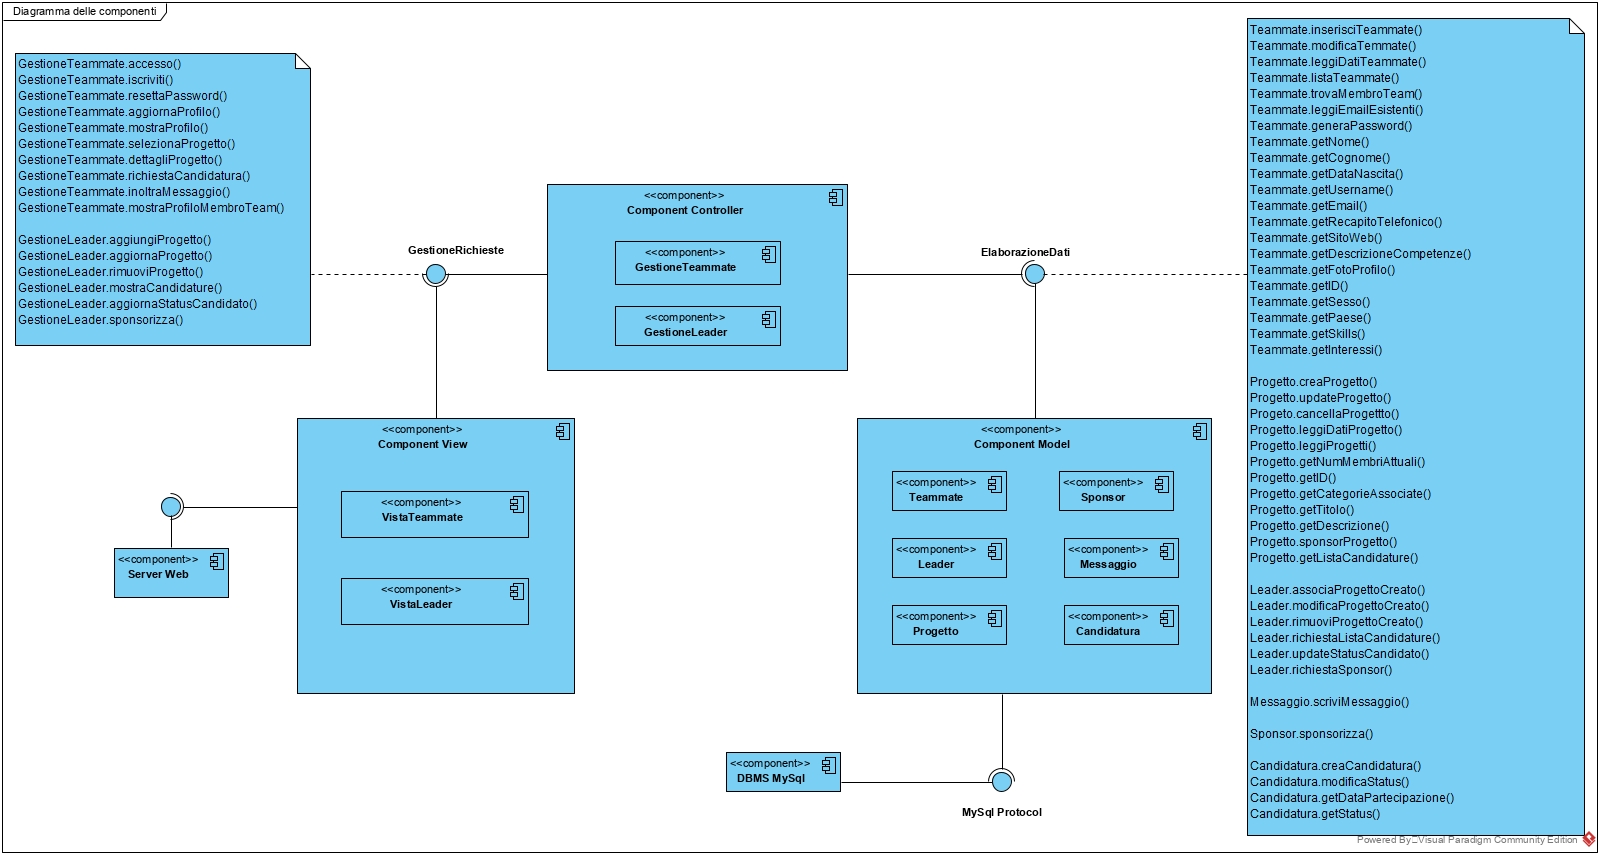 Diagramma delle componenti
GestioneTeammate.accesso()
GestioneTeammate.iscriviti()
GestioneTeammate.resettaPassword()
GestioneTeammate.aggiornaProfilo()
GestioneTeammate.mostraProfilo()
GestioneTeammate.selezionaProgetto()
GestioneTeammate.dettagliProgetto()
GestioneTeammate.richiestaCandidatura()
GestioneTeammate.inoltraMessaggio()
GestioneTeammate.mostraProfiloMembroTeam()
GestioneLeader.aggiungiProgetto()
GestioneLeader.aggiornaProgetto()
GestioneLeader.rimuoviProgetto()
GestioneLeader.mostraCandidature()
GestioneLeader.aggiornaStatusCandidato()
GestioneLeader.sponsorizza()
GestioneRichieste
<<component>>
Component Controller
<<component>>
GestioneTeammate
<<component>>
GestioneLeader
ElaborazioneDati
<<component>>
Component View
<<component>>
VistaTeammate
<<component>>
VistaLeader
<<component>>
Server Web
<<component>>
Component Model
<<component>>
Teammate
<<component>>
Sponsor
<<component>>
Leader
<<component>>
Messaggio
<<component>>
Progetto
<<component>>
Candidatura
<<component>>
DBMS MySql
MySql Protocol
Teammate.inserisciTeammate()
Teammate.modificaTemmate()
Teammate.leggiDatiTeammate()
Teammate.listaTeammate()
Teammate.trovaMembroTeam()
Teammate.leggiEmailEsistenti()
Teammate.generaPassword()
Teammate.getNome()
Teammate.getCognome()
Teammate.getDataNascita()
Teammate.getUsername()
Teammate.getEmail()
Teammate.getRecapitoTelefonico()
Teammate.getSitoWeb()
Teammate.getDescrizioneCompetenze()
Teammate.getFotoProfilo()
Teammate.getID()
Teammate.getSesso()
Teammate.getPaese()
Teammate.getSkills()
Teammate.getInteressi()
Progetto.creaProgetto()
Progetto.updateProgetto()
Progeto.cancellaProgettto()
Progetto.leggiDatiProgetto()
Progetto.leggiProgetti()
Progetto.getNumMembriAttuali()
Progetto.getID()
Progetto.getCategorieAssociate()
Progetto.getTitolo()
Progetto.getDescrizione()
Progetto.sponsorProgetto()
Progetto.getListaCandidature()
Leader.associaProgettoCreato()
Leader.modificaProgettoCreato()
Leader.rimuoviProgettoCreato()
Leader.richiestaListaCandidature()
Leader.updateStatusCandidato()
Leader.richiestaSponsor()
Messaggio.scriviMessaggio()
Sponsor.sponsorizza()
Candidatura.creaCandidatura()
Candidatura.modificaStatus()
Candidatura.getDataPartecipazione()
Candidatura.getStatus()
Powered By Visual Paradigm Community Edition